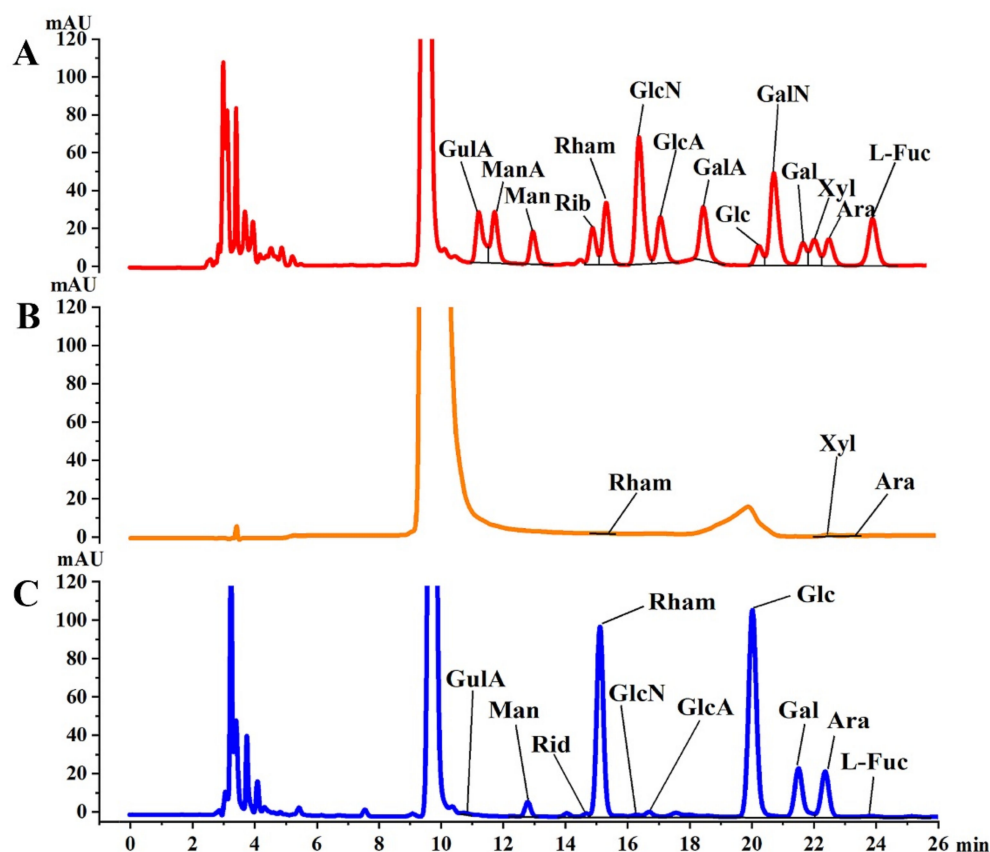 mAU
A
120
100
80
60
40
20
0
GulA
ManA
Man
Rib
Rham
GlcN
GlcA
GalA
Glc
GalN
Gal
Xyl
Ara
L-Fuc
mAU
B
120
100
80
60
40
20
0
Rham
Xyl
Ara
mAU
C
120
100
80
60
40
20
0
GulA
Man
Rid
Rham
GlcN
GlcA
Glc
Gal
Ara
L-Fuc
0 2 4 6 8 10 12 14 16 18 20 22 24 26 min